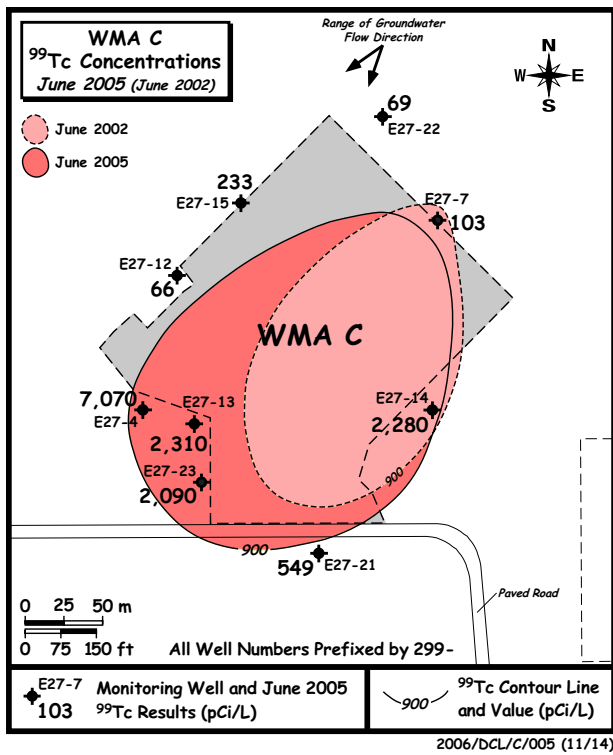 WMA C
99Tc Concentrations
June 2005 (June 2002)
Range of Groundwater
Flow Direction
N
W E
S
June 2002
June 2005
69
E27-22
233
E27-15
E27-7
103
E27-12
66
WMA C
7,070
E27-4
E27-13
2,310
E27-14
2,280
E27-23
2,090
900
900
549 E27-21
Paved Road
0 25 50 m
0 75 150 ft
All Well Numbers Prefixed by 299-
E27-7 Monitoring Well and June 2005
103 99Tc Results (pCi/L)
900 99Tc Contour Line
and Value (pCi/L)
2006/DCL/C/005 (11/14)